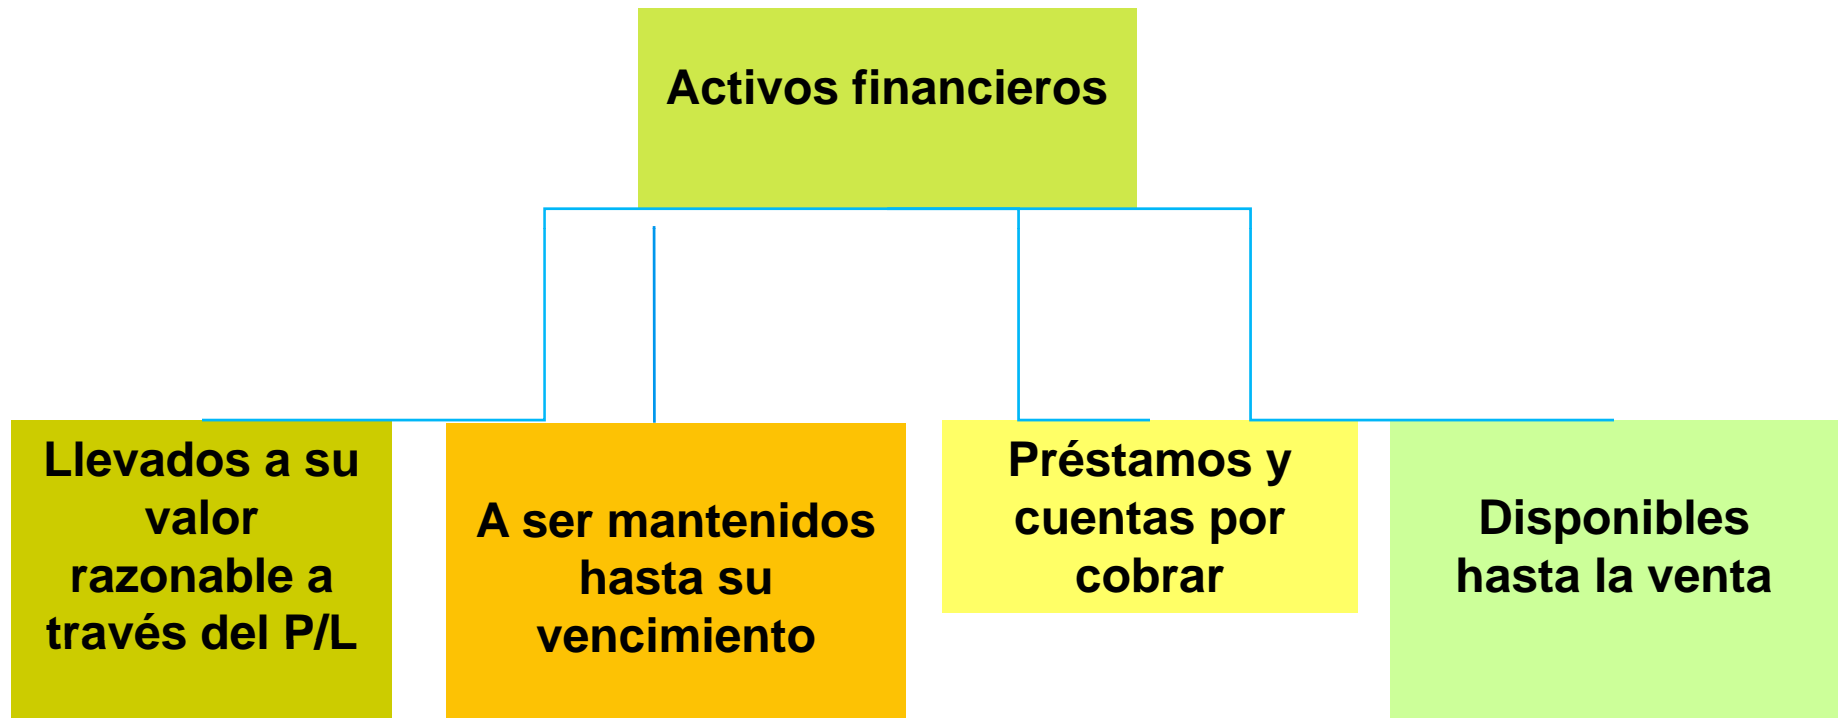 Activos financieros
Llevados a su
valor
razonable a
través del P/L
A ser mantenidos
hasta su
vencimiento
Préstamos y
cuentas por
cobrar
Disponibles
hasta la venta